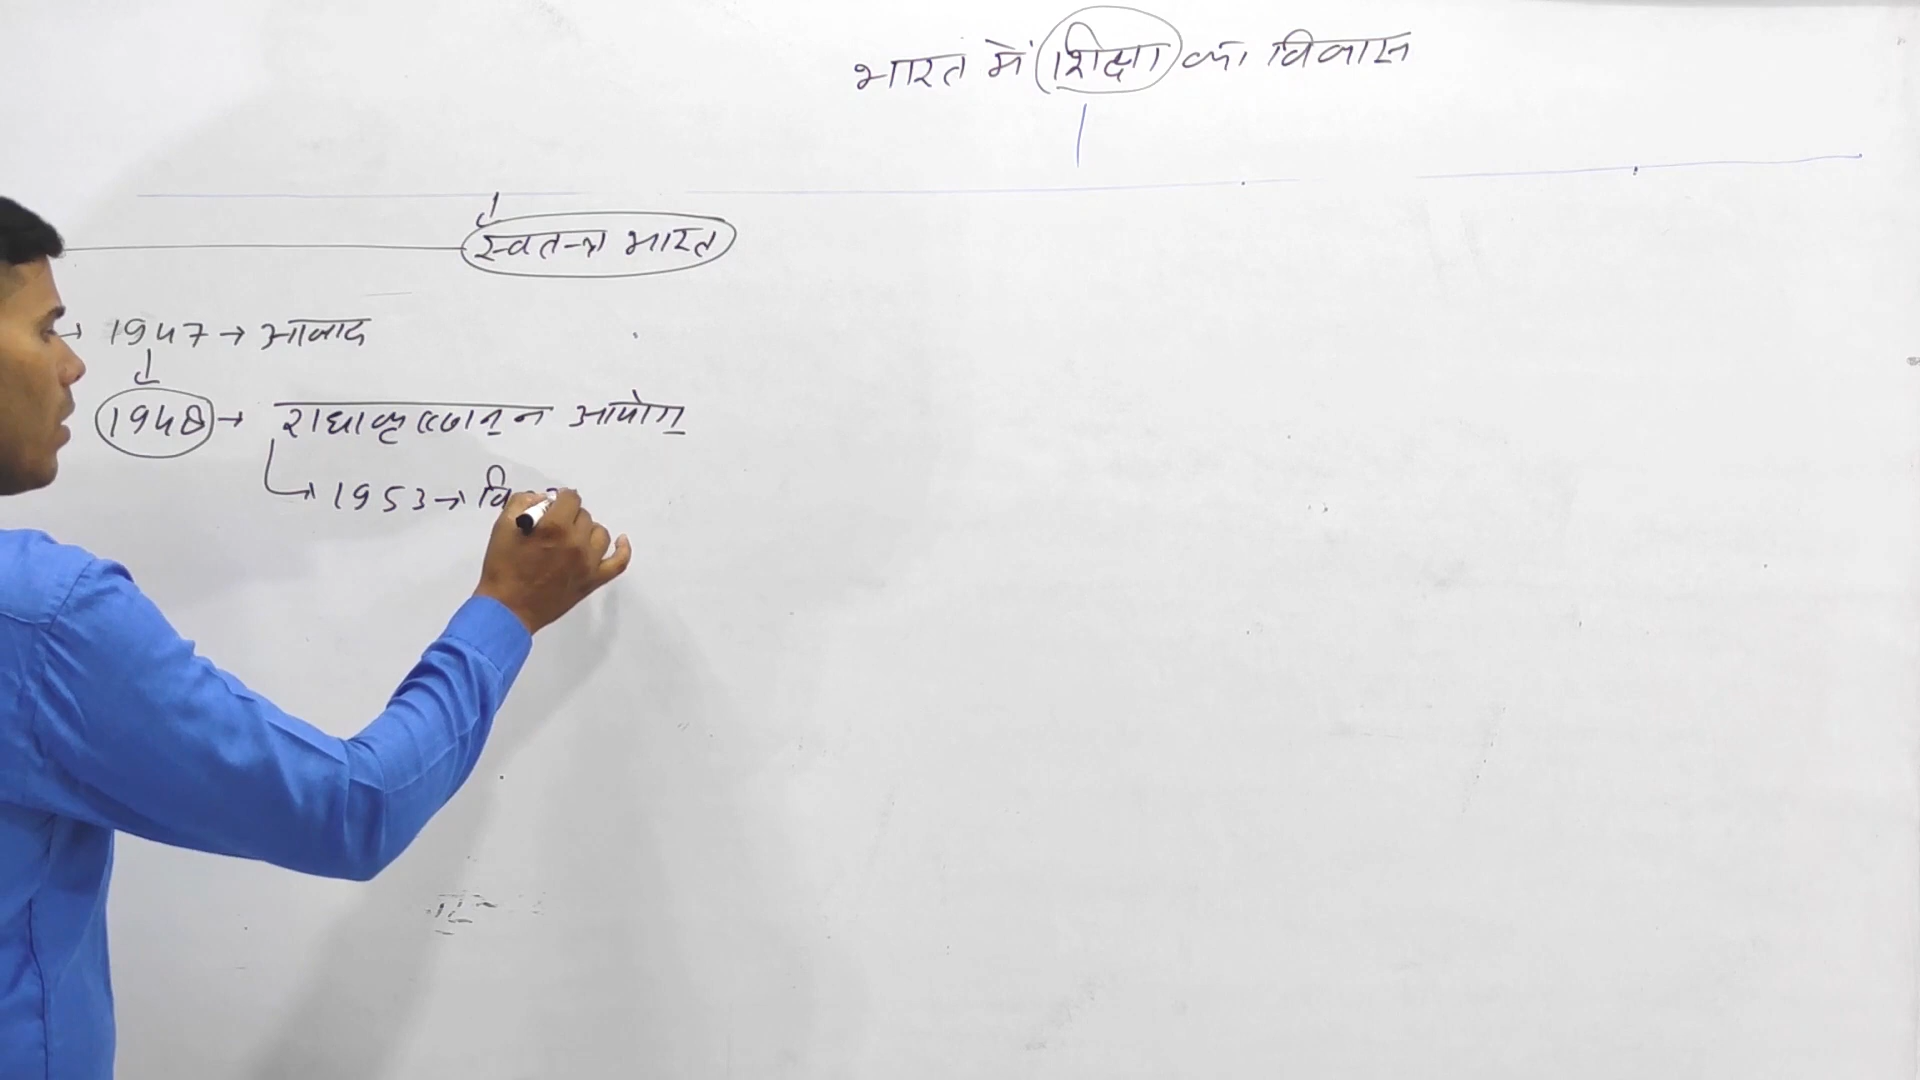 भारत में शिक्षा का विकास
स्वतन्त्र भारत
→ 1947 → आजाद
1948 → राधाकृष्णन आयोग
1953 →